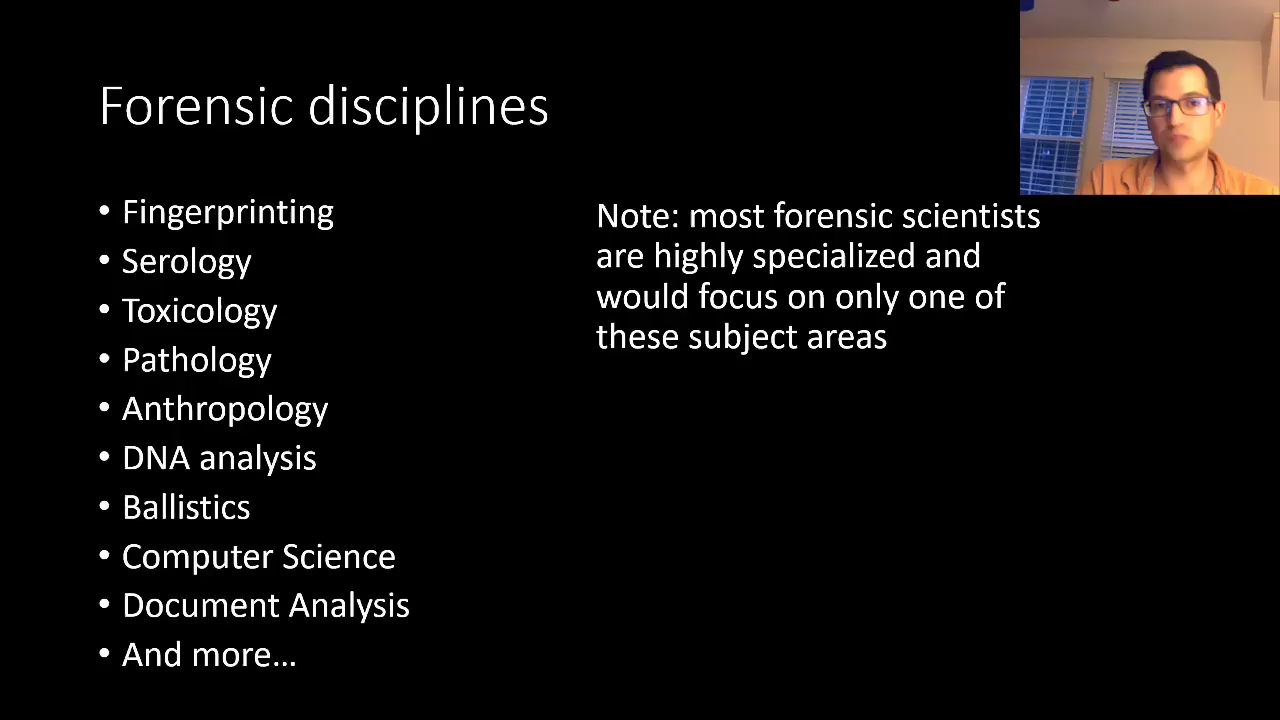 Forensic disciplines
• Fingerprinting
• Serology
• Toxicology
• Pathology
• Anthropology
• DNA analysis
• Ballistics
• Computer Science
• Document Analysis
• And more…
Note: most forensic scientists
are highly specialized and
would focus on only one of
these subject areas